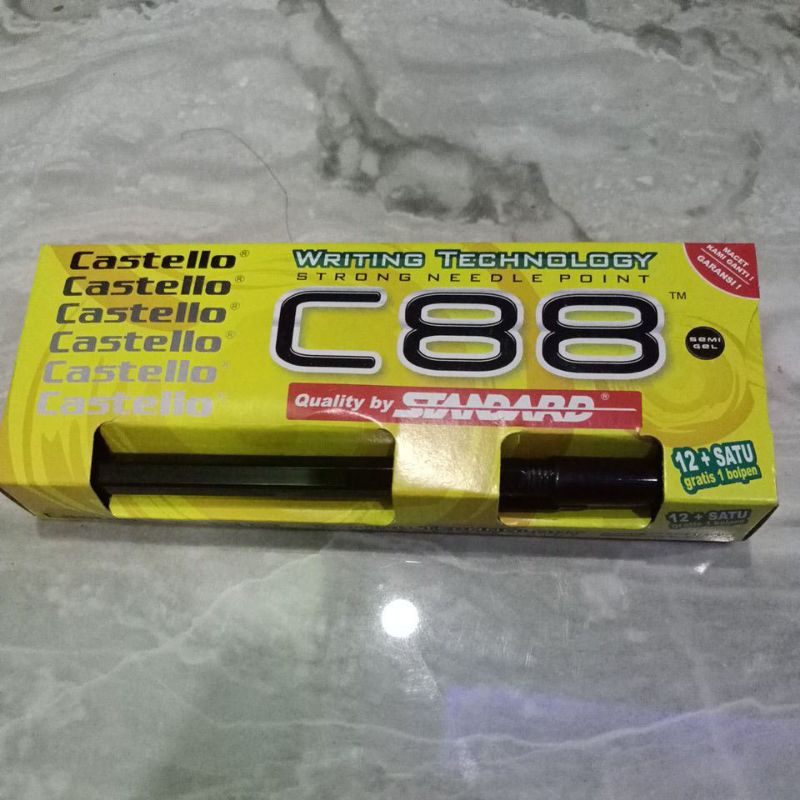 Castello®
Castello®
Castello®
Castello®
Castello®
Castello®
WRITING TECHNOLOGY
STRONG NEEDLE POINT
C88™
SEMI
GEL
MACET
KAMI GANTI!
GARANSI!
Quality by STANDARD®
12 + SATU
gratis 1 bolpen
12 + SATU